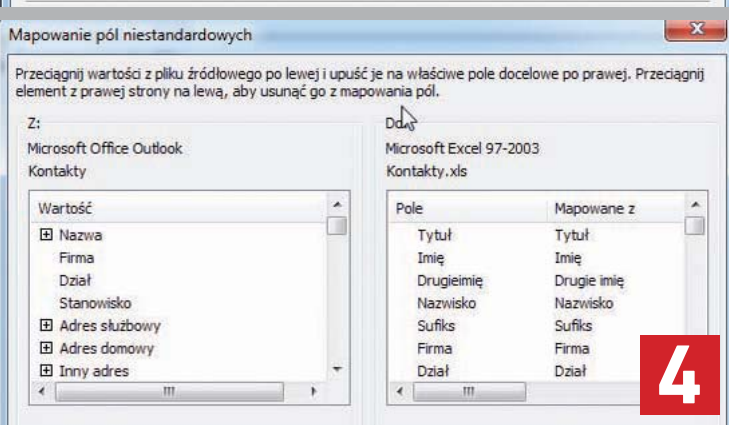 Mapowanie pól niestandardowych
Przeciągnij wartości z pliku źródłowego po lewej i upuść je na właściwe pole docelowe po prawej. Przeciągnij
element z prawej strony na lewą, aby usunąć go z mapowania pól.
Z:
Microsoft Office Outlook
Kontakty
Wartość
Nazwa
Firma
Dział
Stanowisko
Adres służbowy
Adres domowy
Inny adres
Do:
Microsoft Excel 97-2003
Kontakty.xls
Pole Mapowane z
Tytuł Tytuł
Imię Imię
Drugieimię Drugie imię
Nazwisko Nazwisko
Sufiks Sufiks
Firma Firma
Dział Dział
4